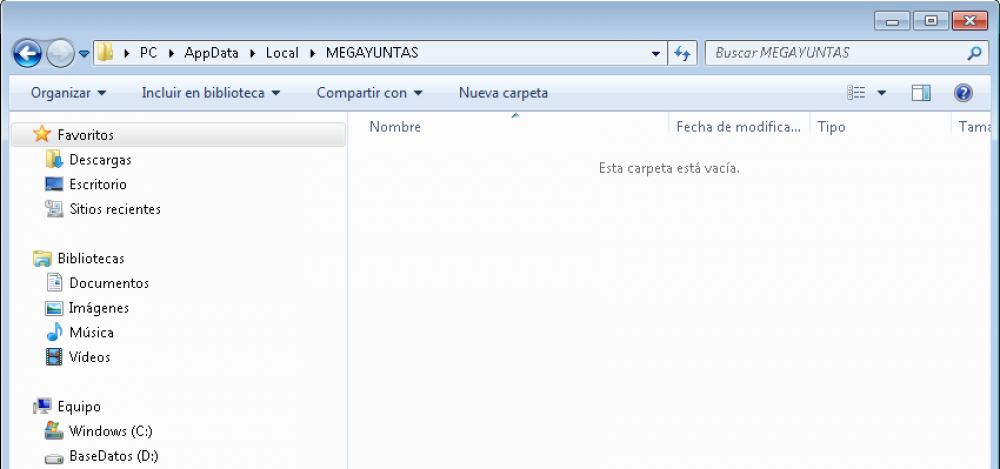 PC AppData Local MEGAYUNTAS Buscar MEGAYUNTAS
Organizar Incluir en biblioteca Compartir con Nueva carpeta
Favoritos
Descargas
Escritorio
Sitios recientes
Bibliotecas
Documentos
Imágenes
Música
Vídeos
Equipo
Windows (C:)
BaseDatos (D:)
Nombre Fecha de modifica... Tipo Tama
Esta carpeta está vacía.